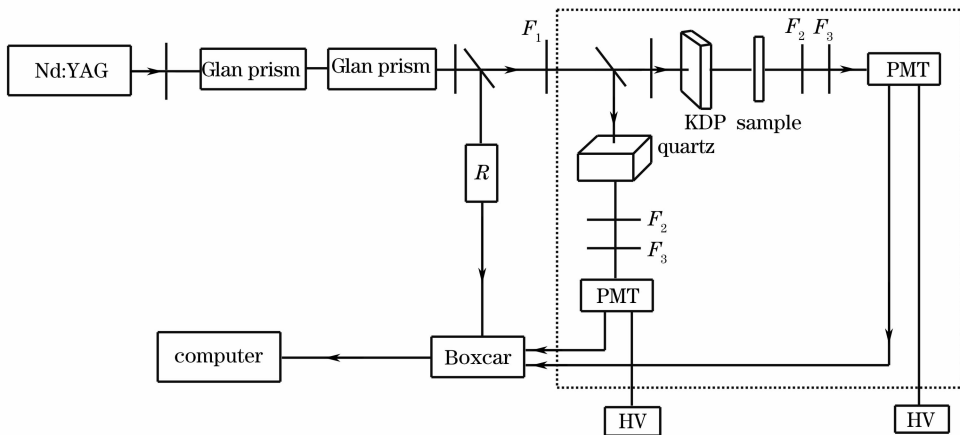 F1
F2 F3
Nd:YAG
Glan prism
Glan prism
PMT
KDP sample
quartz
R
F2
F3
PMT
computer
Boxcar
HV
HV